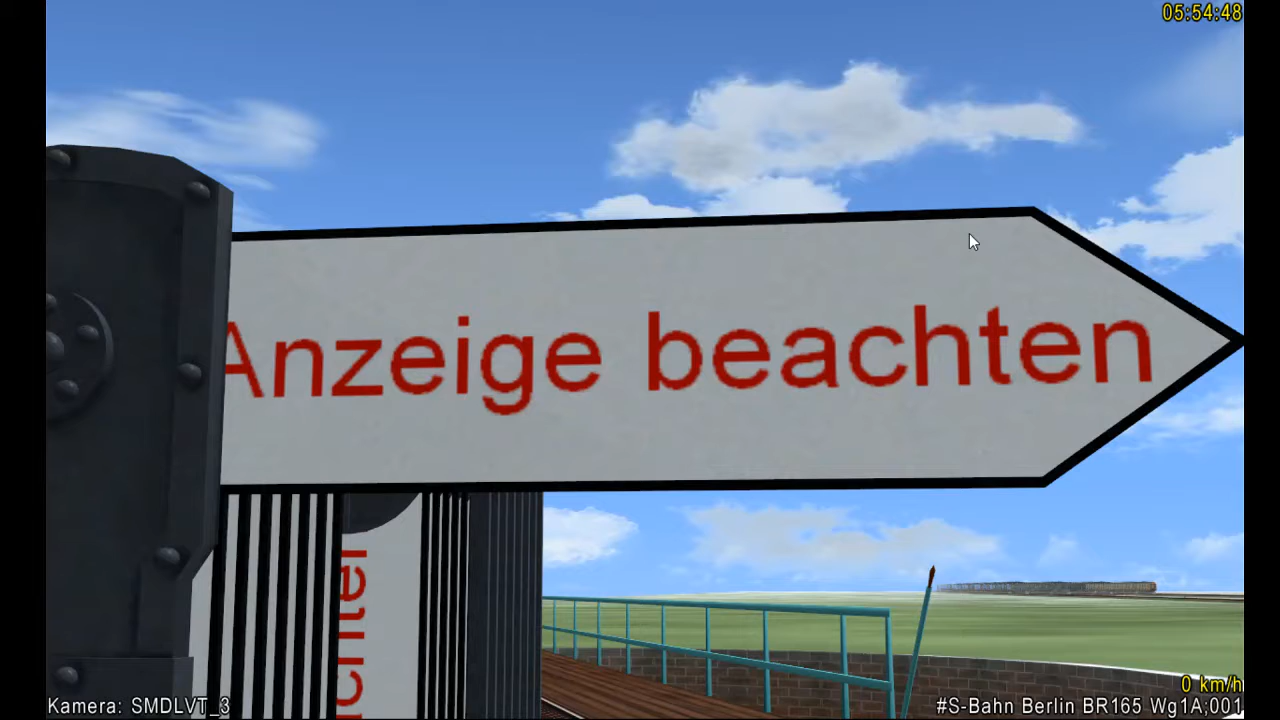 05:54:48
Anzeige beachten
0 km/h
Kamera: SMDLVT_3
#S-Bahn Berlin BR165 Wg1A;001